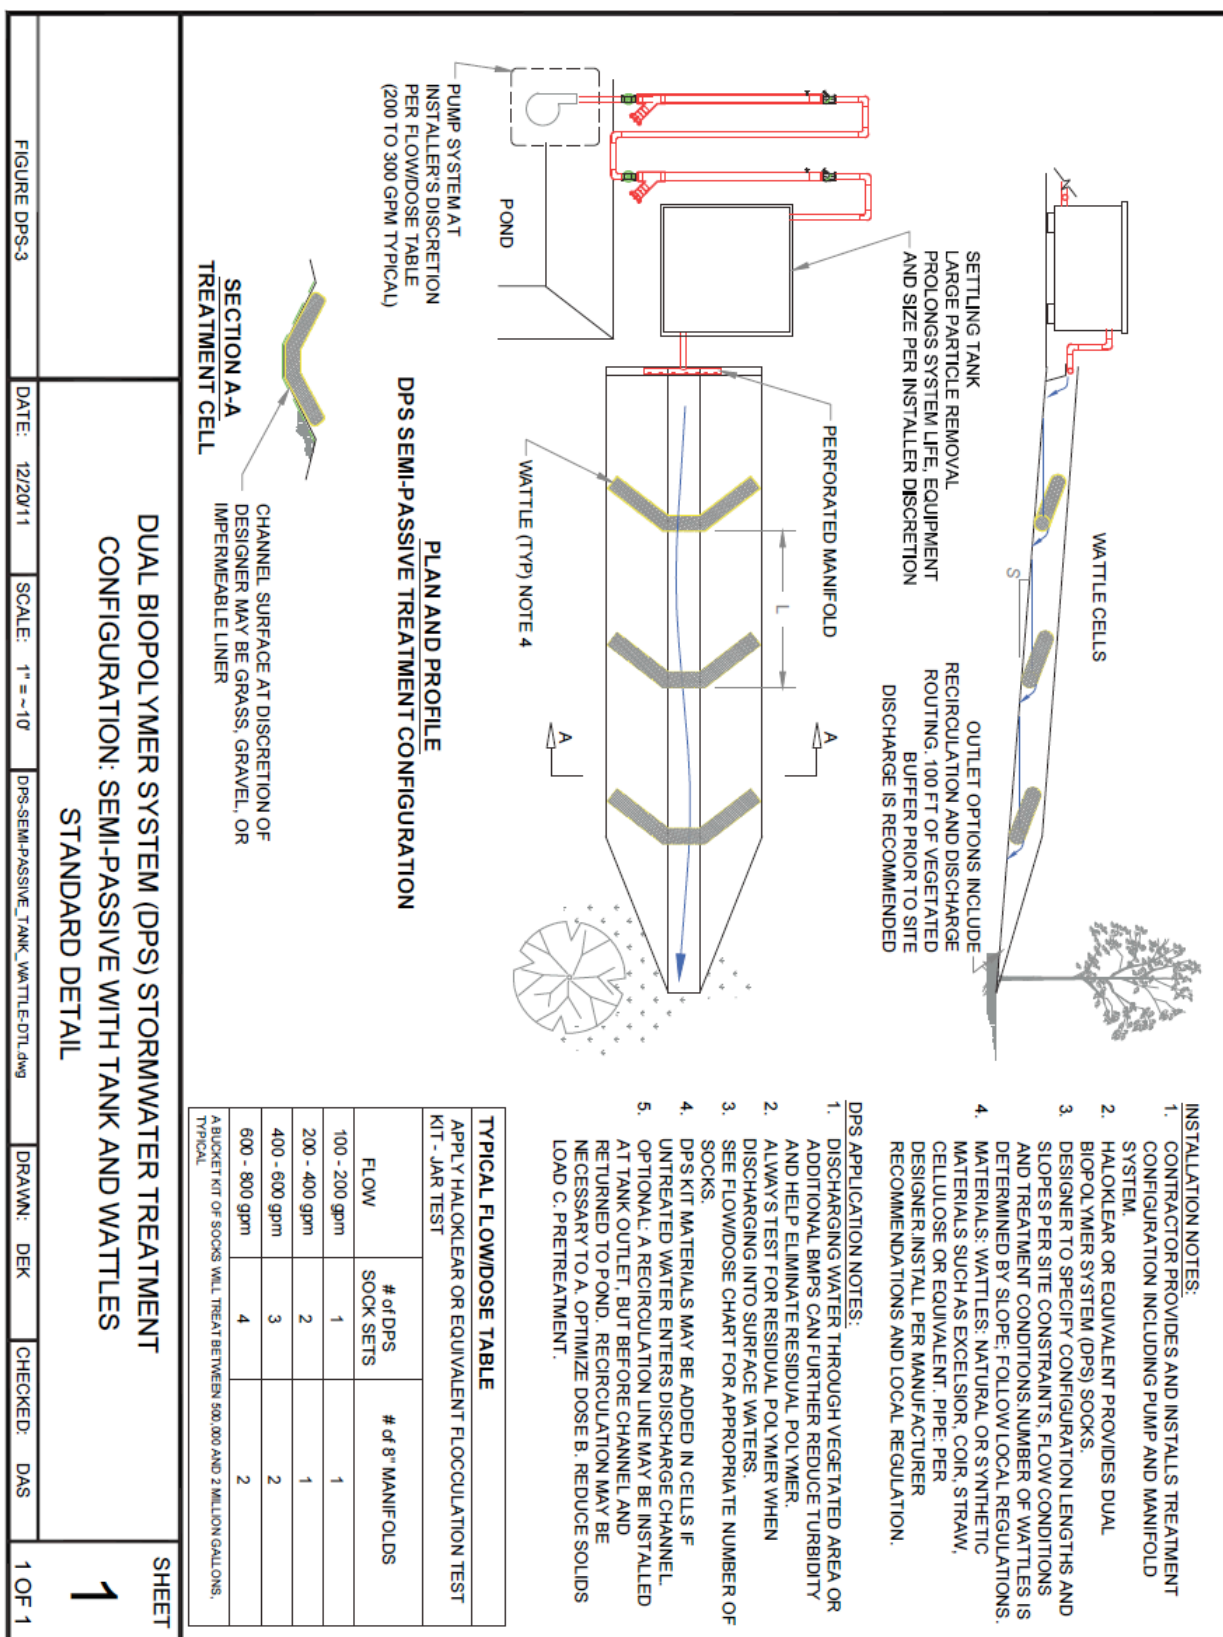 WATTLE CELLS
S
SETTLING TANK
LARGE PARTICLE REMOVAL
PROLONGS SYSTEM LIFE, EQUIPMENT
AND SIZE PER INSTALLER DISCRETION
OUTLET OPTIONS INCLUDE
RECIRCULATION AND DISCHARGE
ROUTING. 100 FT OF VEGETATED
BUFFER PRIOR TO SITE
DISCHARGE IS RECOMMENDED
PERFORATED MANIFOLD
L
A
A
WATTLE (TYP) NOTE 4
POND
PUMP SYSTEM AT
INSTALLER'S DISCRETION
PER FLOW/DOSE TABLE
(200 TO 300 GPM TYPICAL)
PLAN AND PROFILE
DPS SEMI-PASSIVE TREATMENT CONFIGURATION
SECTION A-A
TREATMENT CELL
CHANNEL SURFACE AT DISCRETION OF
DESIGNER MAY BE GRASS, GRAVEL, OR
IMPERMEABLE LINER
INSTALLATION NOTES:
1. CONTRACTOR PROVIDES AND INSTALLS TREATMENT
CONFIGURATION INCLUDING PUMP AND MANIFOLD
SYSTEM.
2. HALOKLEAR OR EQUIVALENT PROVIDES DUAL
BIOPOLYMER SYSTEM (DPS) SOCKS.
3. DESIGNER TO SPECIFY CONFIGURATION LENGTHS AND
SLOPES PER SITE CONSTRAINTS, FLOW CONDITIONS
AND TREATMENT CONDITIONS. NUMBER OF WATTLES IS
DETERMINED BY SLOPE; FOLLOW LOCAL REGULATIONS.
4. MATERIALS: WATTLES: NATURAL OR SYNTHETIC
MATERIALS SUCH AS EXCELSIOR, COIR, STRAW,
CELLULOSE OR EQUIVALENT. PIPE: PER
DESIGNER.INSTALL PER MANUFACTURER
RECOMMENDATIONS AND LOCAL REGULATION.
DPS APPLICATION NOTES:
1. DISCHARGING WATER THROUGH VEGETATED AREA OR
ADDITIONAL BMPS CAN FURTHER REDUCE TURBIDITY
AND HELP ELIMINATE RESIDUAL POLYMER.
2. ALWAYS TEST FOR RESIDUAL POLYMER WHEN
DISCHARGING INTO SURFACE WATERS.
3. SEE FLOW/DOSE CHART FOR APPROPRIATE NUMBER OF
SOCKS.
4. DPS KIT MATERIALS MAY BE ADDED IN CELLS IF
UNTREATED WATER ENTERS DISCHARGE CHANNEL.
5. OPTIONAL: A RECIRCULATION LINE MAY BE INSTALLED
AT TANK OUTLET, BUT BEFORE CHANNEL AND
RETURNED TO POND. RECIRCULATION MAY BE
NECESSARY TO A. OPTIMIZE DOSE B. REDUCE SOLIDS
LOAD C. PRETREATMENT.
TYPICAL FLOW/DOSE TABLE
APPLY HALOKLEAR OR EQUIVALENT FLOCCULATION TEST
KIT - JAR TEST
FLOW # of DPS SOCK SETS # of 8" MANIFOLDS
100 - 200 gpm 1 1
200 - 400 gpm 2 1
400 - 600 gpm 3 2
600 - 800 gpm 4 2
A BUCKET KIT OF SOCKS WILL TREAT BETWEEN 500,000 AND 2 MILLION GALLONS,
TYPICAL
DUAL BIOPOLYMER SYSTEM (DPS) STORMWATER TREATMENT
CONFIGURATION: SEMI-PASSIVE WITH TANK AND WATTLES
STANDARD DETAIL
SHEET
1
FIGURE DPS-3
DATE: 12/20/11
SCALE: 1" = ~10'
DPS-SEMI-PASSIVE_TANK_WATTLE-DTL.dwg
DRAWN: DEK
CHECKED: DAS
1 OF 1